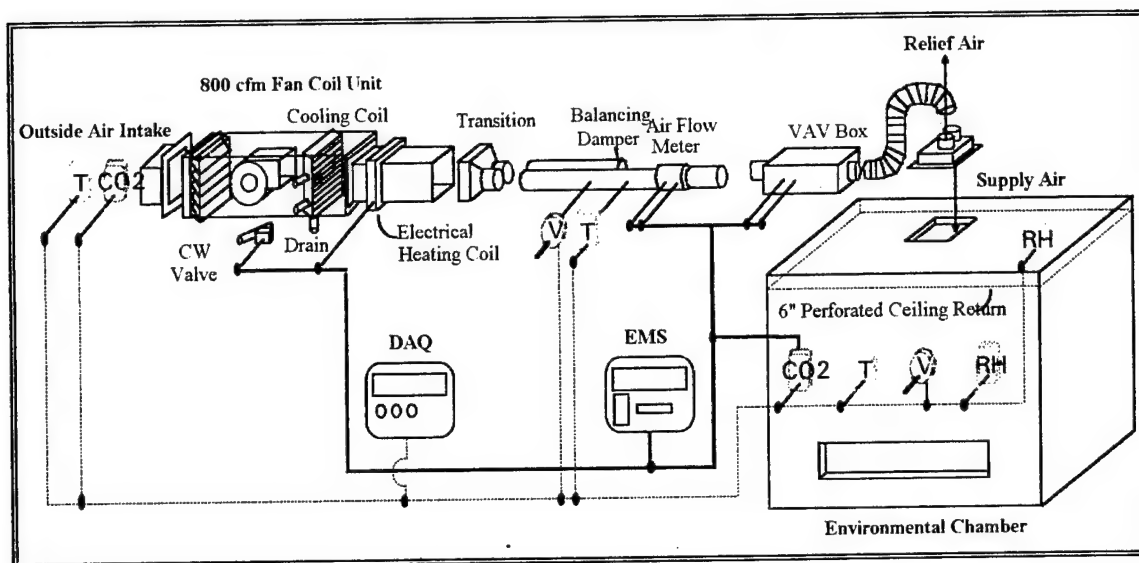 Relief Air
800 cfm Fan Coil Unit
Cooling Coil
Outside Air Intake
Transition
Balancing
Damper
Air Flow
Meter
VAV Box
T
CO2
Supply Air
CW
Valve
Drain
Electrical
Heating Coil
V
T
RH
6" Perforated Ceiling Return
DAQ
EMS
CO2
T
V
RH
Environmental Chamber